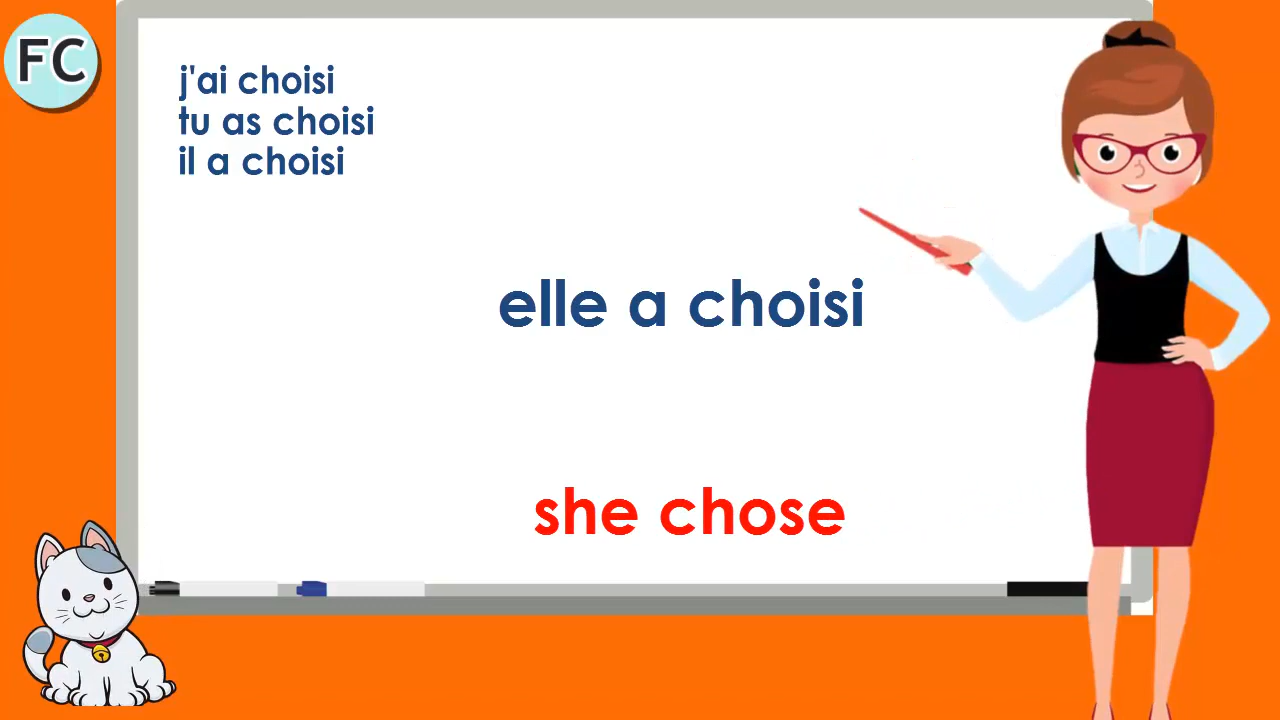 FC
j'ai choisi
tu as choisi
il a choisi
elle a choisi
she chose